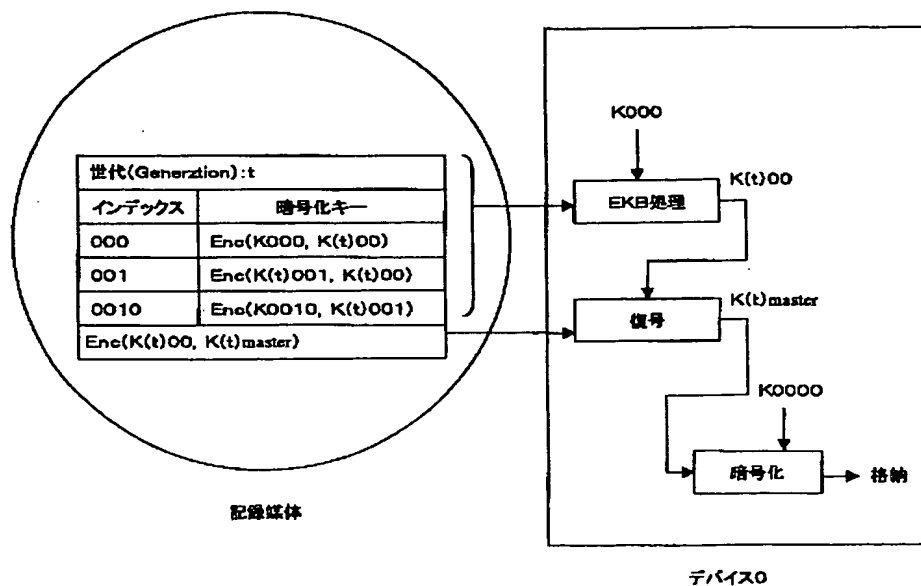 世代(Generztion):t
インデックス 暗号化キー
000 Enc(K000, K(t)00)
001 Enc(K(t)001, K(t)00)
0010 Enc(K0010, K(t)001)
Enc(K(t)00, K(t)master)
記録媒体
K000
EKB処理
K(t)00
復号
K(t)master
K0000
暗号化
格納
デバイス0